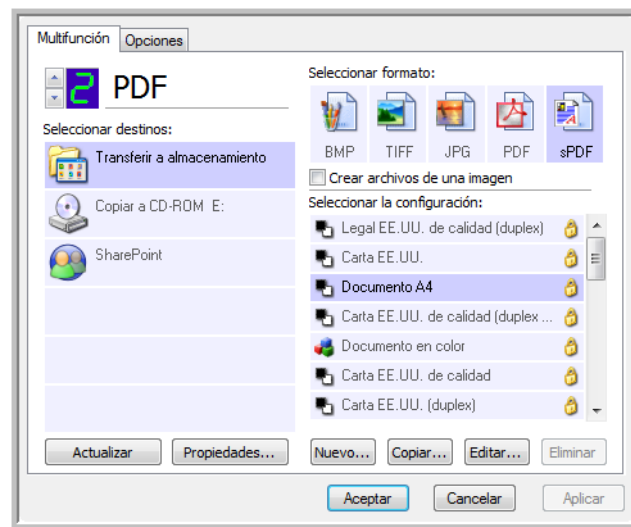 Multifunción
Opciones
2
PDF
Seleccionar destinos:
Transferir a almacenamiento
Copiar a CD-ROM E:
SharePoint
Actualizar
Propiedades...
Seleccionar formato:
BMP
TIFF
JPG
PDF
sPDF
Crear archivos de una imagen
Seleccionar la configuración:
Legal EE.UU. de calidad (duplex)
Carta EE.UU.
Documento A4
Carta EE.UU. de calidad (duplex ...
Documento en color
Carta EE.UU. de calidad
Carta EE.UU. (duplex)
Nuevo...
Copiar...
Editar...
Eliminar
Aceptar
Cancelar
Aplicar